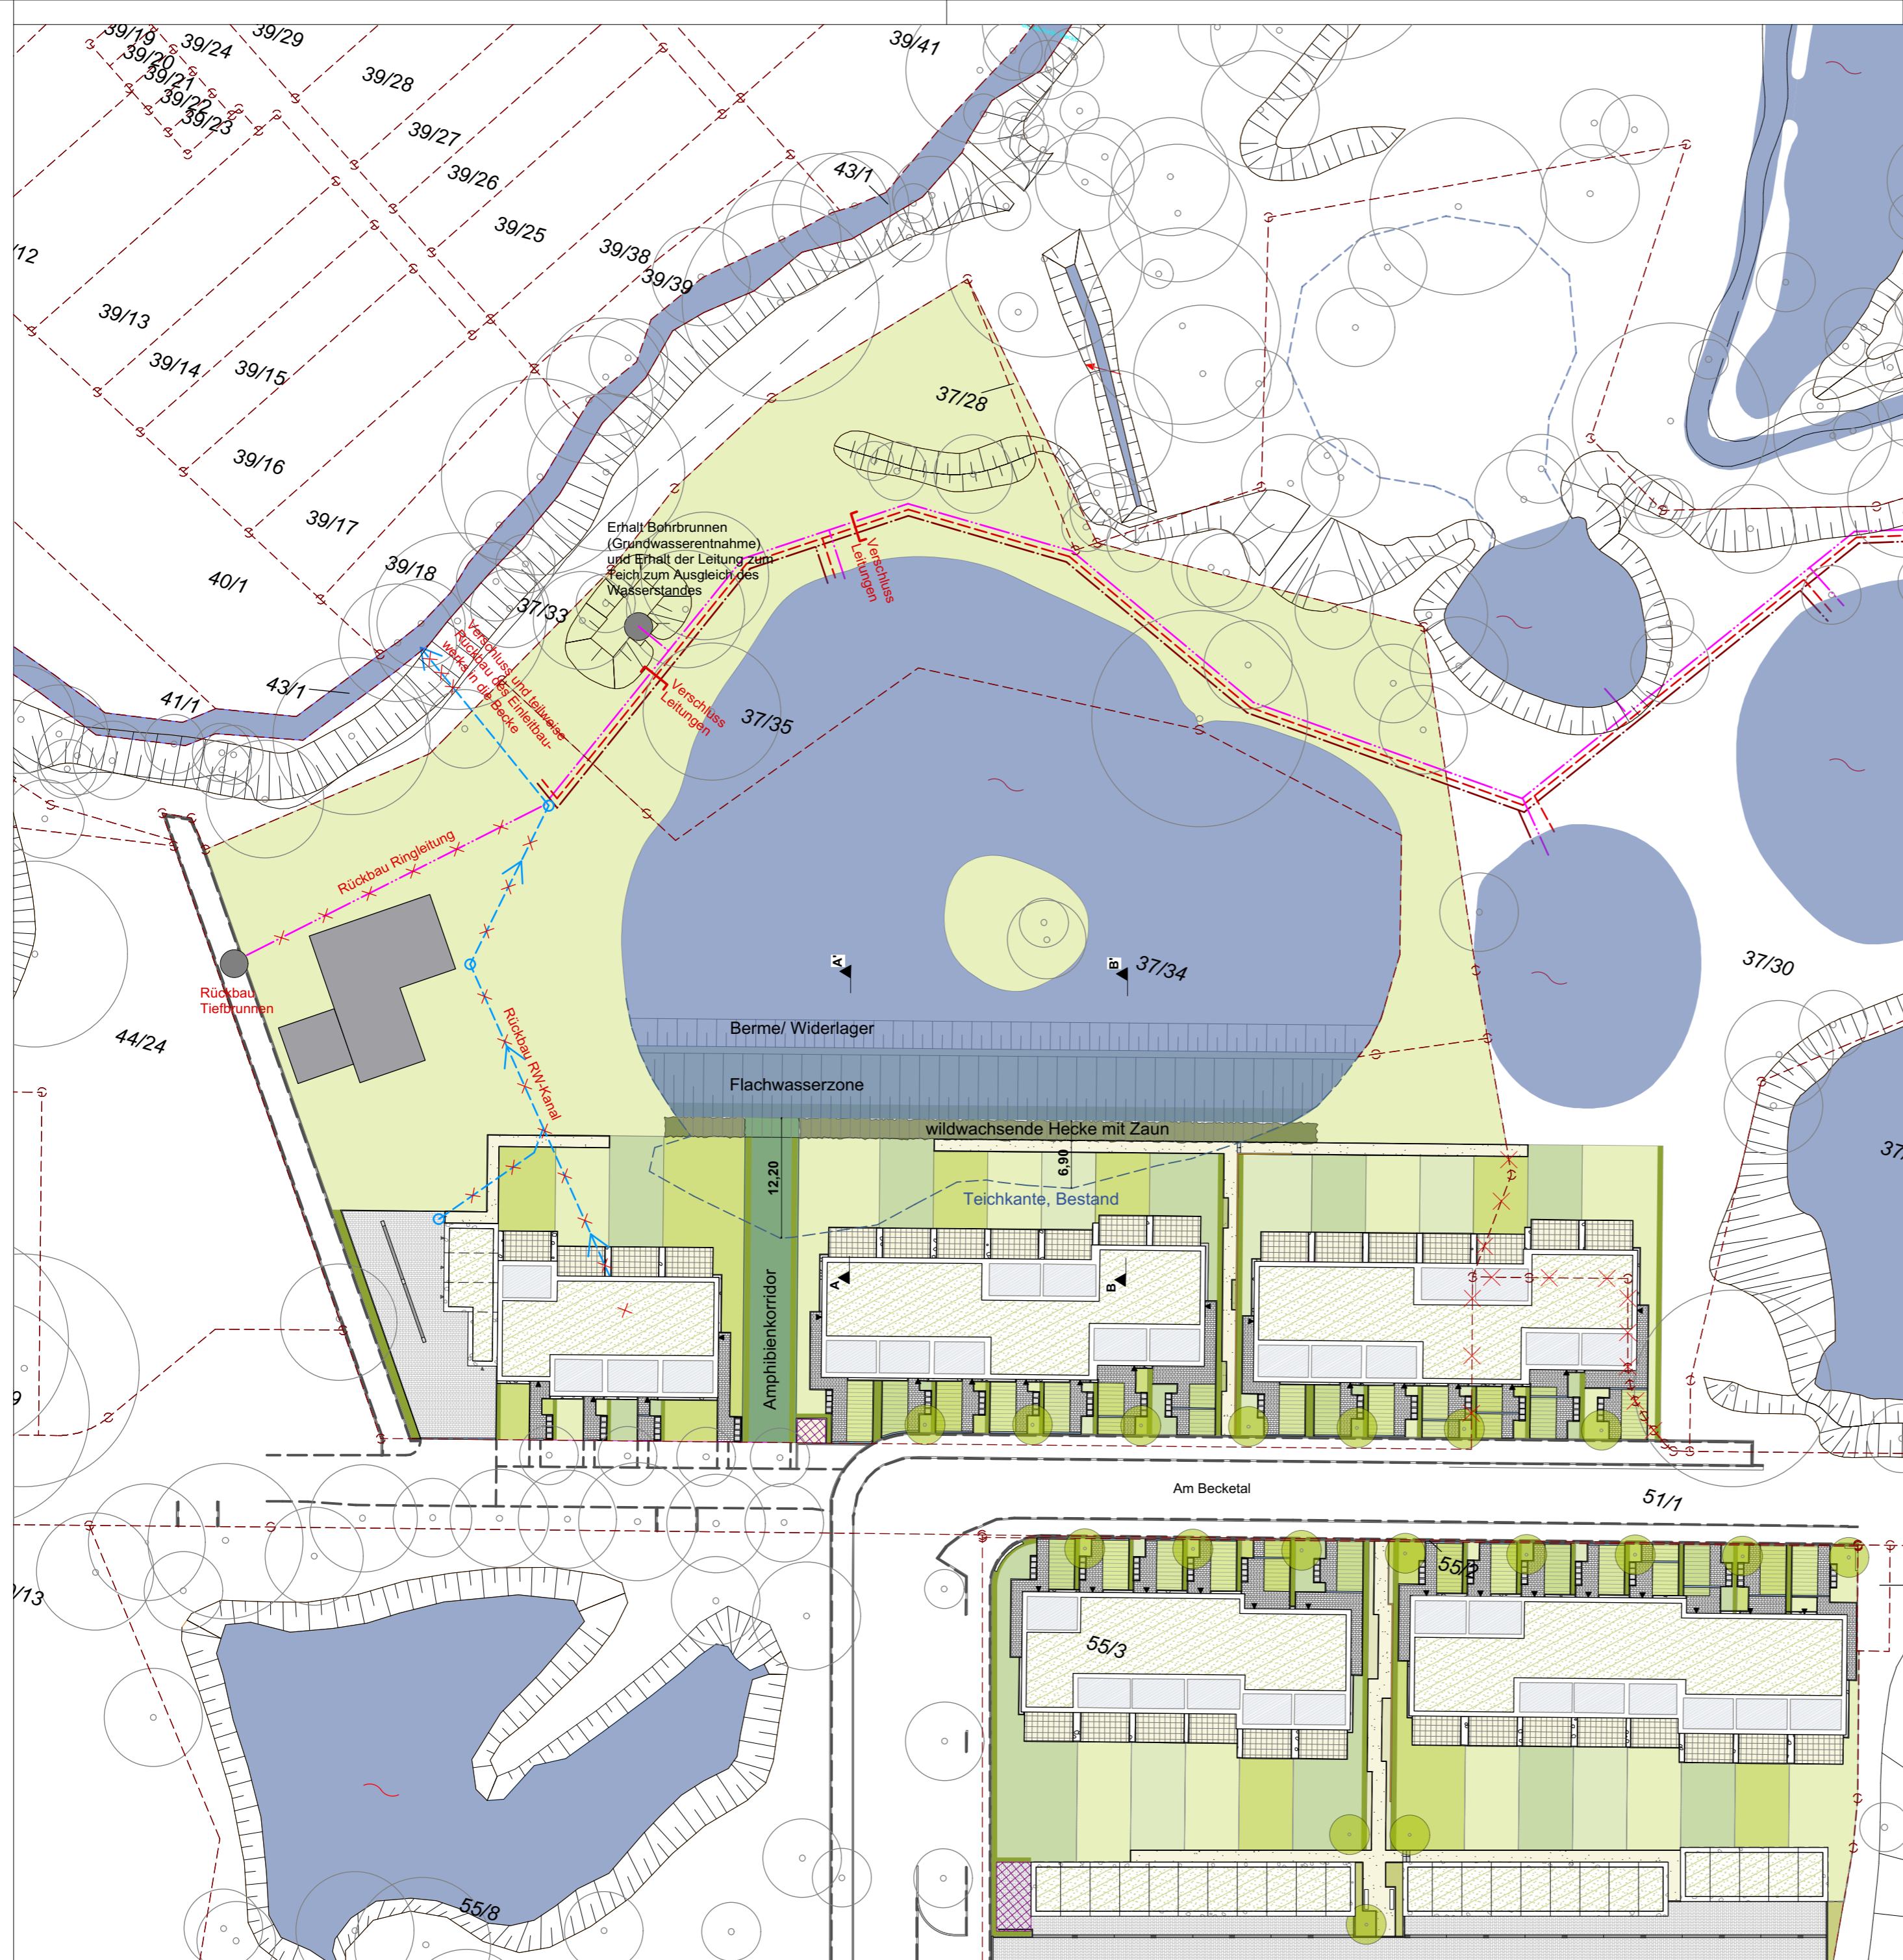 39/19
39/24
39/29
39/41
39/20
39/21
39/28
39/22
39/23
39/27
39/26
43/1
39/25
39/38
39/39
/12
39/13
39/14
39/15
37/28
39/16
39/17
Erhalt Bohrbrunnen
(Grundwasserentnahme)
und Erhalt der Leitung zum
Teich zum Ausgleich des
Wasserstandes
Verschluss
Leitungen
39/18
40/1
37/33
Verschluss und teilweise
Rückbau des Einleitbau-
werks in die Becke
43/1
41/1
Verschluss
Leitungen
37/35
Rückbau Ringleitung
A'
B'
37/34
37/30
Rückbau
Tiefbrunnen
44/24
Rückbau RW-Kanal
Berme/ Widerlager
Flachwasserzone
wildwachsende Hecke mit Zaun
37/
12,20
6,90
Teichkante, Bestand
A
B
Amphibienkorridor
9
Am Becketal
51/1
55/2
/13
55/3
55/8